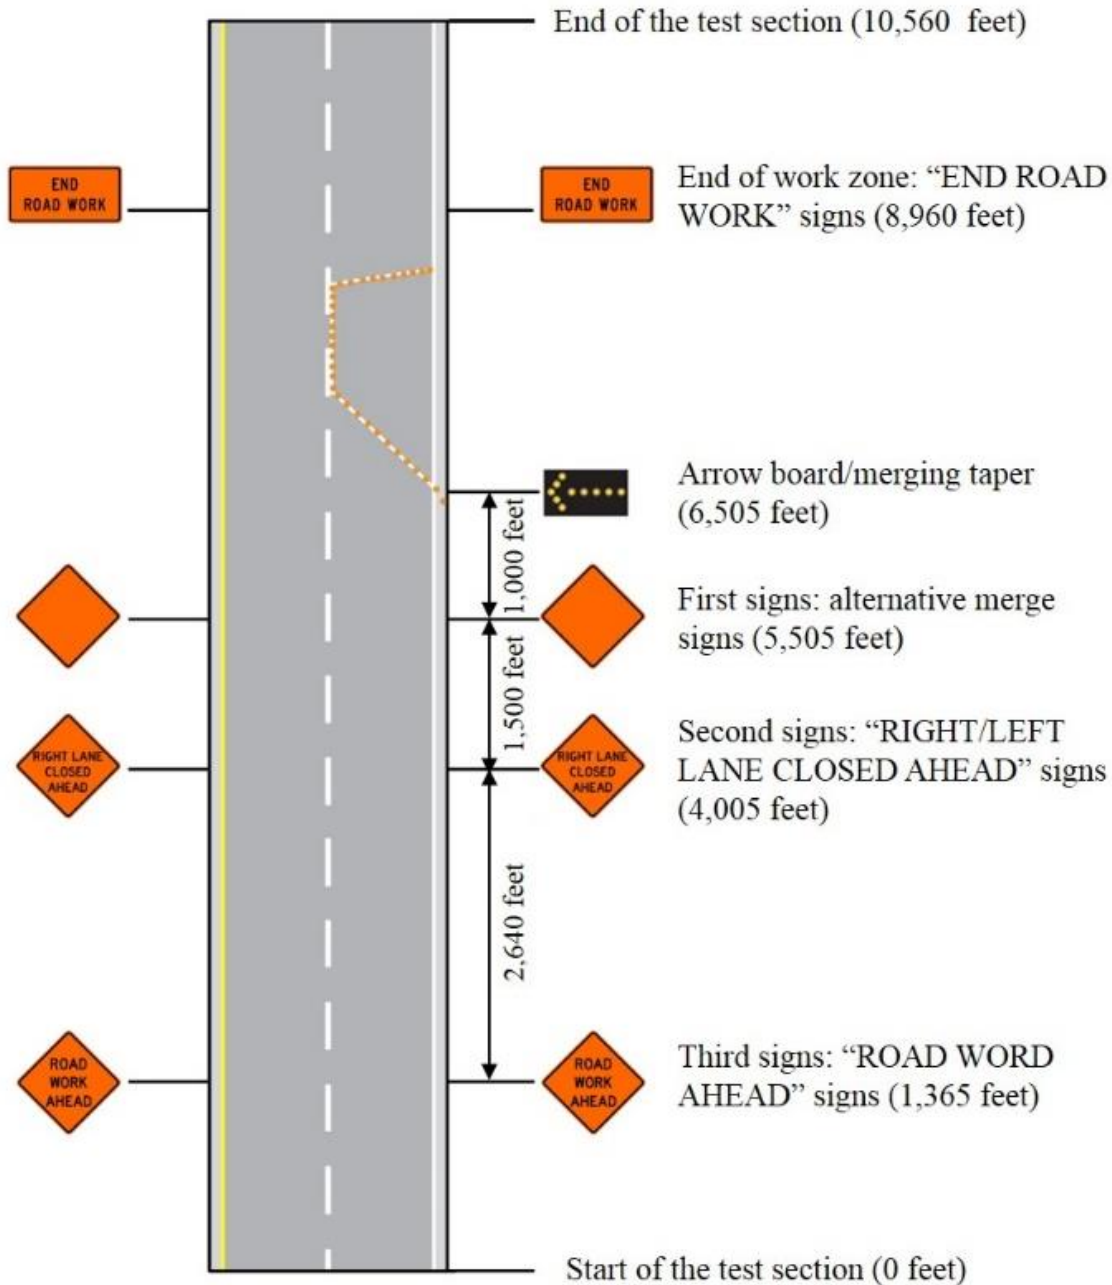 End of the test section (10,560 feet)
END
ROAD WORK
END
ROAD WORK
End of work zone: “END ROAD
WORK” signs (8,960 feet)
Arrow board/merging taper
(6,505 feet)
1,000 feet
First signs: alternative merge
signs (5,505 feet)
1,500 feet
RIGHT LANE
CLOSED
AHEAD
RIGHT LANE
CLOSED
AHEAD
Second signs: “RIGHT/LEFT
LANE CLOSED AHEAD” signs
(4,005 feet)
2,640 feet
ROAD
WORK
AHEAD
ROAD
WORK
AHEAD
Third signs: “ROAD WORD
AHEAD” signs (1,365 feet)
Start of the test section (0 feet)